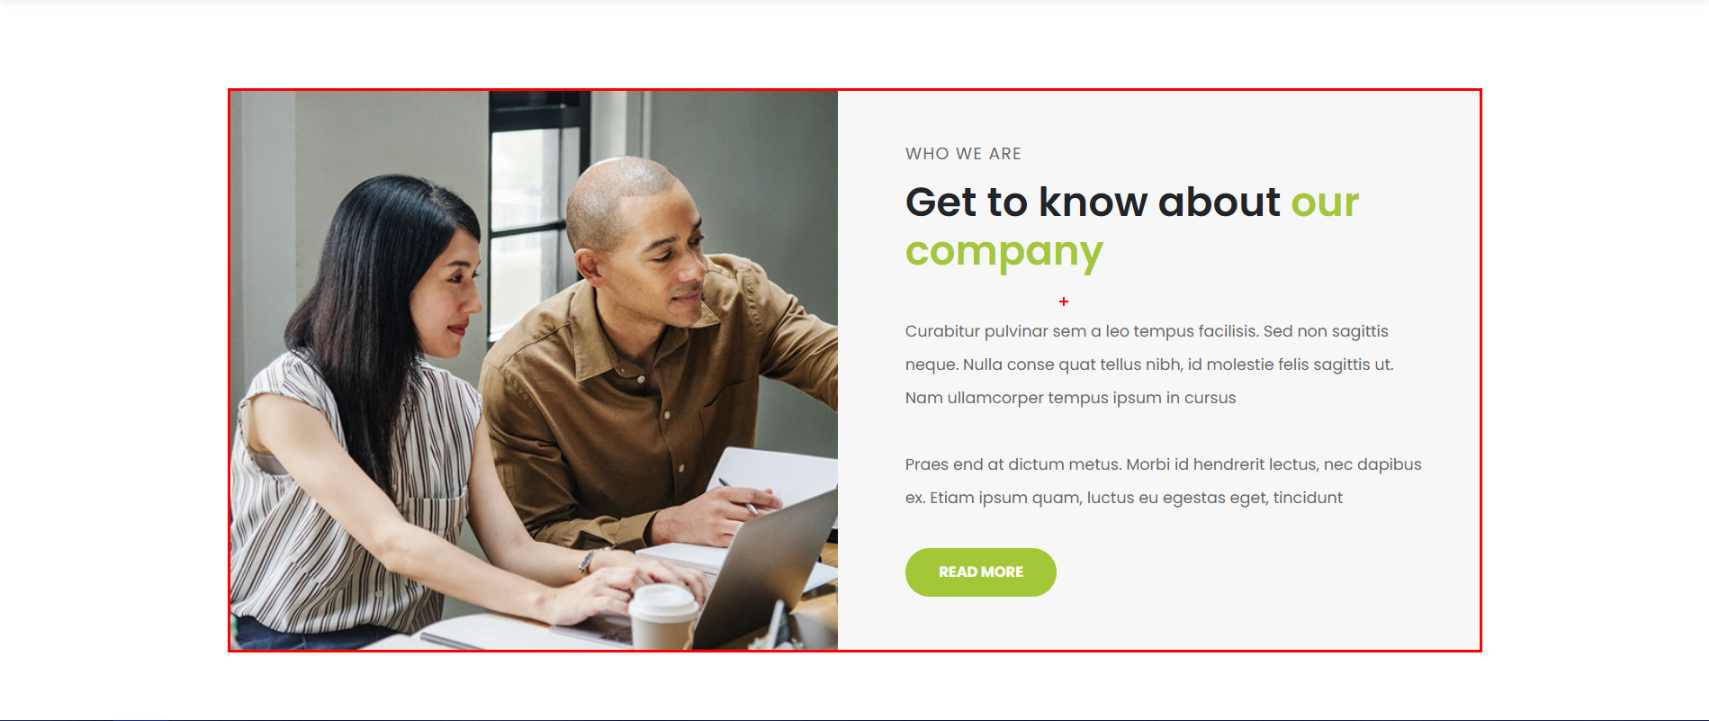 WHO WE ARE
Get to know about our
company
Curabitur pulvinar sem a leo tempus facilisis. Sed non sagittis
neque. Nulla conse quat tellus nibh, id molestie felis sagittis ut.
Nam ullamcorper tempus ipsum in cursus
Praes end at dictum metus. Morbi id hendrerit lectus, nec dapibus
ex. Etiam ipsum quam, luctus eu egestas eget, tincidunt
READ MORE